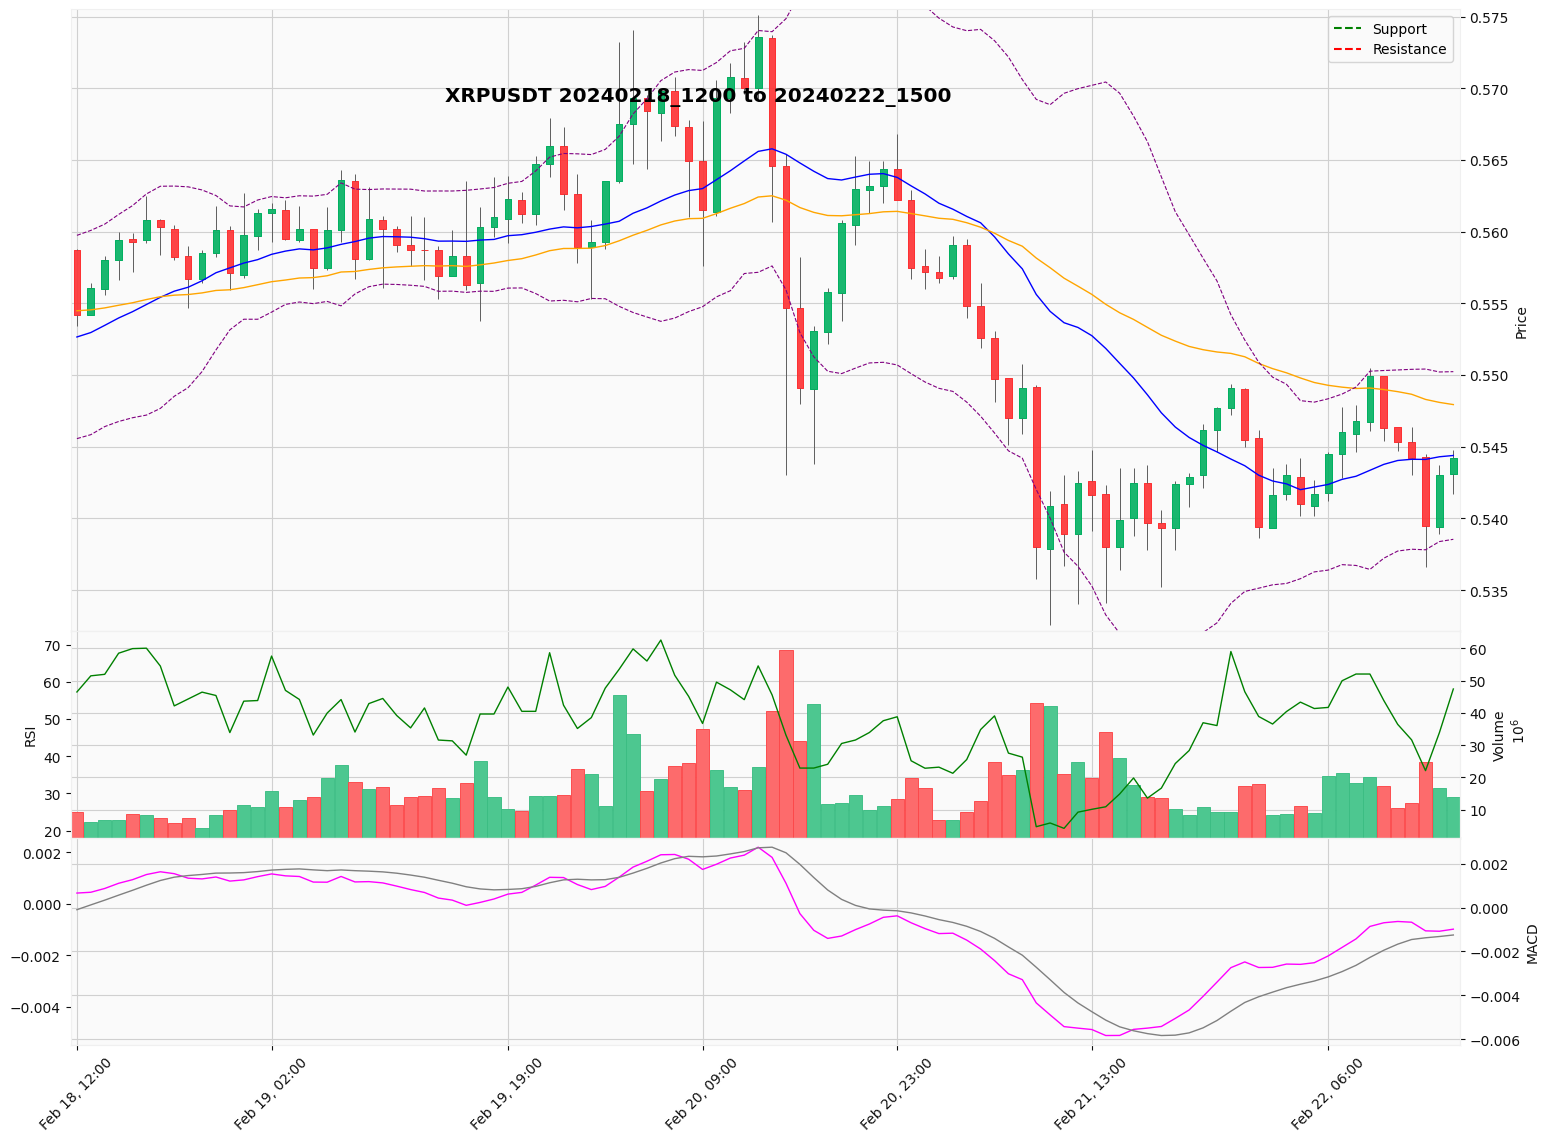 XRPUSDT 20240218_1200 to 20240222_1500
Support
Resistance
0.575
0.570
0.565
0.560
0.555
0.550
0.545
0.540
0.535
Price
70
60
50
40
30
20
RSI
60
50
40
30
20
10
Volume
10^6
0.002
0.000
−0.002
−0.004
0.002
0.000
−0.002
−0.004
−0.006
MACD
Feb 18, 12:00
Feb 19, 02:00
Feb 19, 19:00
Feb 20, 09:00
Feb 20, 23:00
Feb 21, 13:00
Feb 22, 06:00